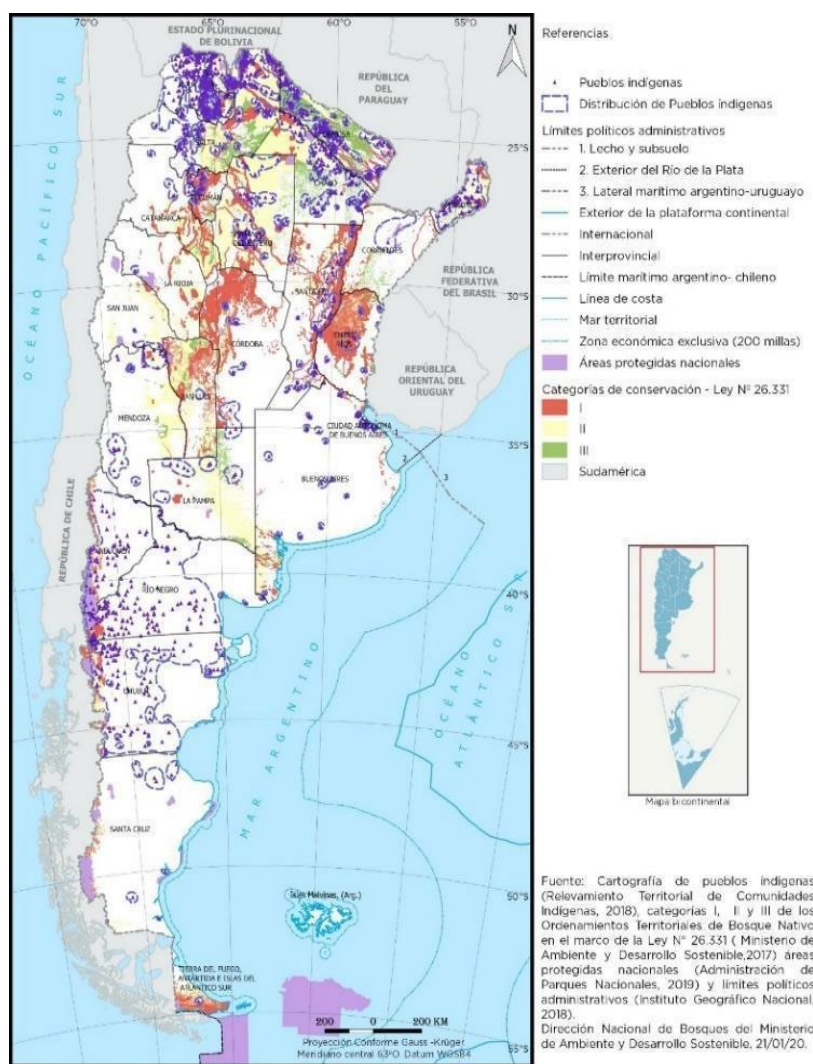 70°O
65°O
60°O
55°O
ESTADO PLURINACIONAL
DE BOLIVIA
N
REPÚBLICA
DEL
PARAGUAY
25°S
OCÉANO PACÍFICO SUR
CATAMARCA
CHACO
CORRIENTES
REPÚBLICA
FEDERATIVA
DEL BRASIL
LA RIOJA
SANTA FE
30°S
SAN JUAN
CÓRDOBA
ENTRE
RÍOS
REPÚBLICA
ORIENTAL DEL
URUGUAY
MENDOZA
SAN LUIS
CIUDAD AUTÓNOMA
DE BUENOS AIRES
1
2
3
35°S
BUENOS AIRES
LA PAMPA
REPÚBLICA DE CHILE
NEUQUÉN
RÍO NEGRO
40°S
CHUBUT
MAR ARGENTINO
OCÉANO
ATLÁNTICO SUR
45°S
SANTA CRUZ
50°S
Islas Malvinas, (Arg.)
TIERRA DEL FUEGO,
ANTÁRTIDA E ISLAS DEL
ATLÁNTICO SUR
200 0 200 KM
Proyección Conforme Gauss -Krüger
Meridiano central 63°O. Datum WGS84
55°S
Referencias
Pueblos indígenas
Distribución de Pueblos indigenas
Límites políticos administrativos
1. Lecho y subsuelo
2. Exterior del Río de la Plata
3. Lateral marítimo argentino-uruguayo
Exterior de la plataforma continental
Internacional
Interprovincial
Límite marítimo argentino- chileno
Línea de costa
Mar territorial
Zona económica exclusiva (200 millas)
Áreas protegidas nacionales
Categorías de conservación - Ley Nº 26.331
I
II
III
Sudamérica
Mapa bicontinental
Fuente: Cartografía de pueblos indígenas
(Relevamiento Territorial de Comunidades
Indígenas, 2018), categorías I, II y III de los
Ordenamientos Territoriales de Bosque Nativo
en el marco de la Ley N° 26.331 ( Ministerio de
Ambiente y Desarrollo Sostenible,2017) áreas
protegidas nacionales (Administración de
Parques Nacionales, 2019) y límites políticos
administrativos (Instituto Geográfico Nacional,
2018).
Dirección Nacional de Bosques del Ministerio
de Ambiente y Desarrollo Sostenible, 21/01/20.